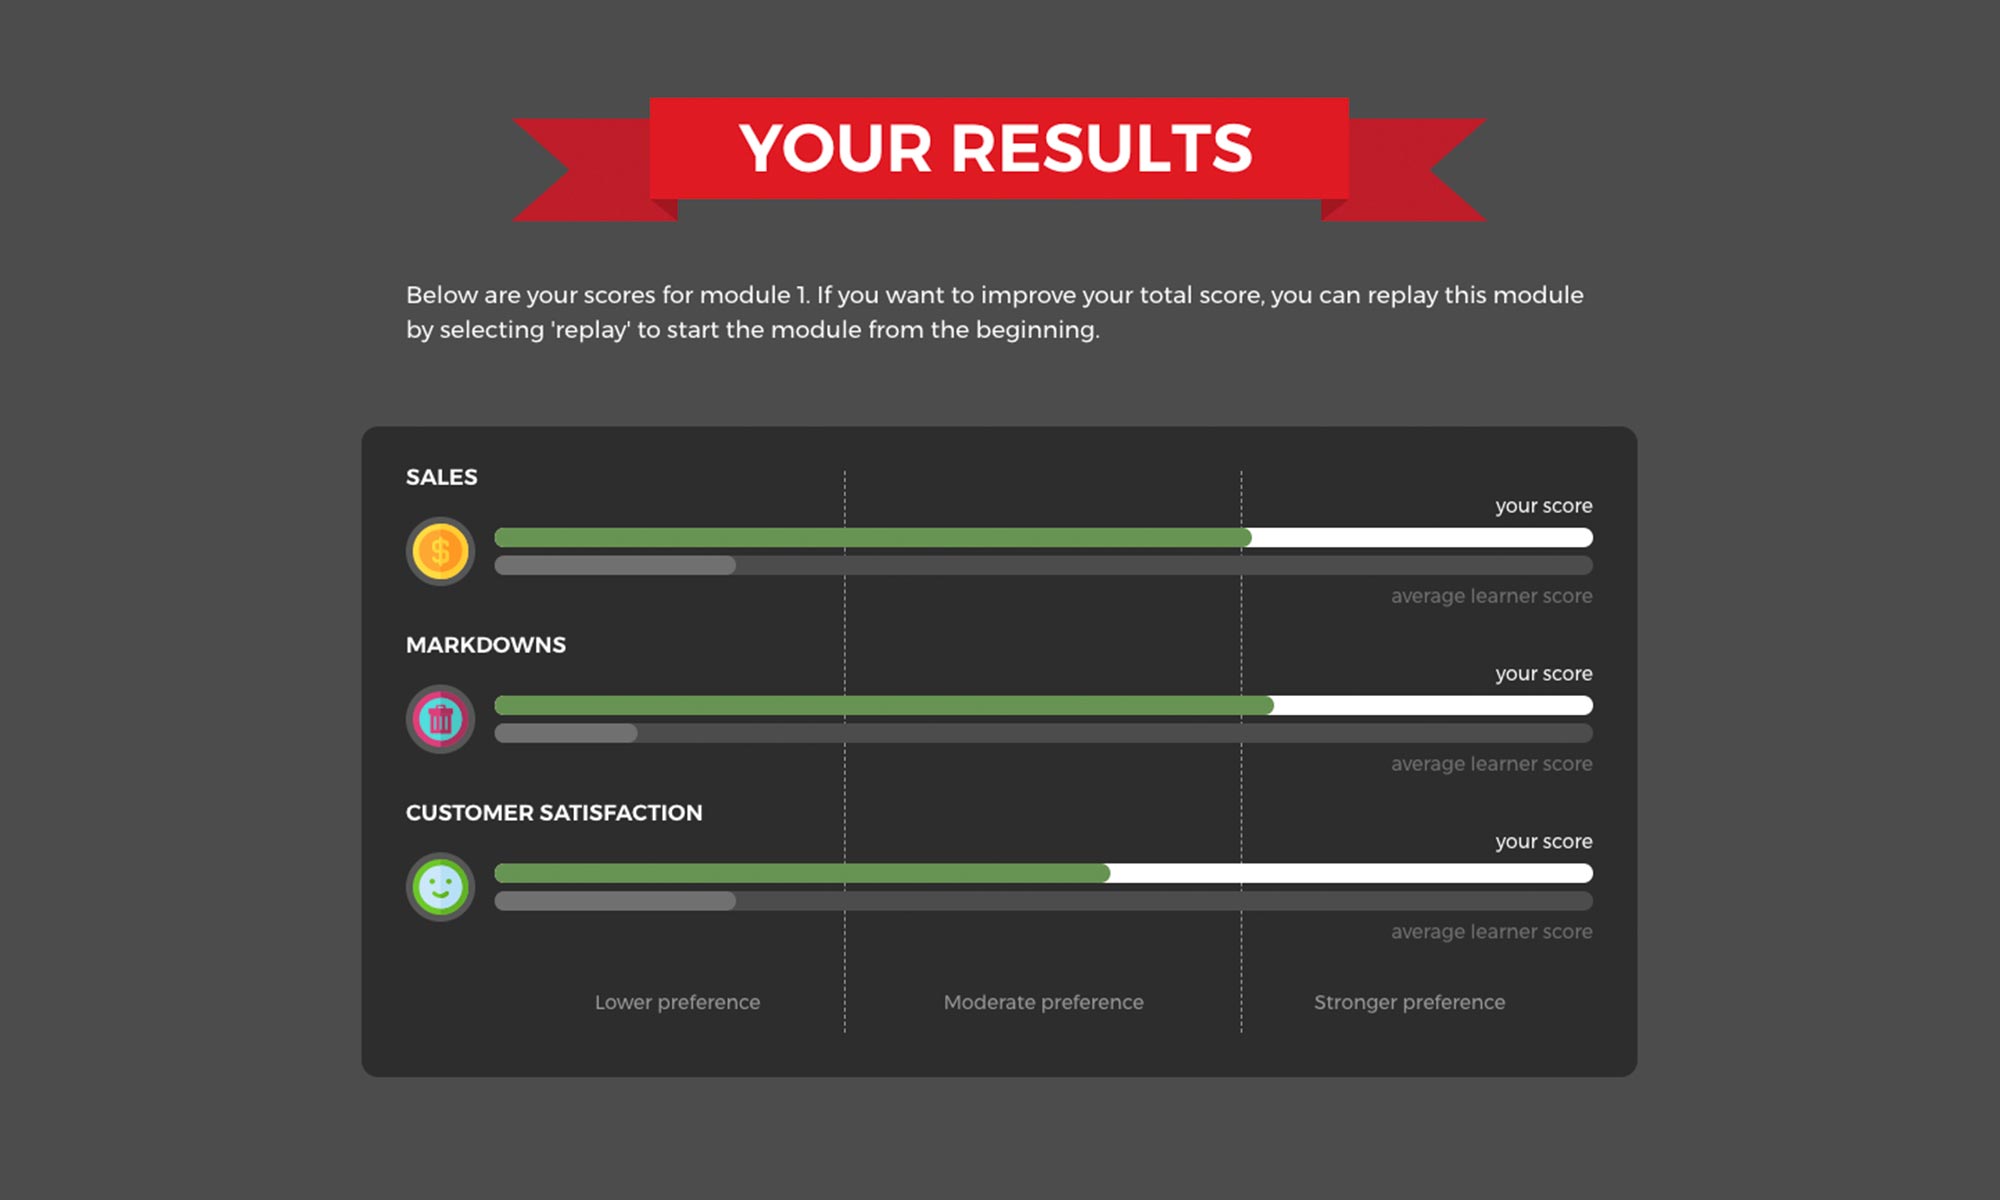 YOUR RESULTS
Below are your scores for module 1. If you want to improve your total score, you can replay this module
by selecting 'replay' to start the module from the beginning.
SALES
your score
$
average learner score
MARKDOWNS
your score
average learner score
CUSTOMER SATISFACTION
your score
average learner score
Lower preference
Moderate preference
Stronger preference